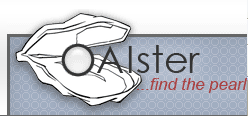 OAIster
...find the pearl